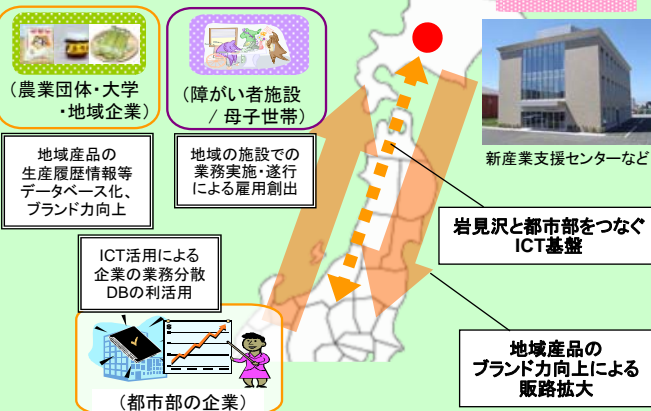 (農業団体・大学
・地域企業)
(障がい者施設
/ 母子世帯)
地域産品の
生産履歴情報等
データベース化、
ブランド力向上
地域の施設での
業務実施・遂行
による雇用創出
新産業支援センターなど
岩見沢と都市部をつなぐ
ICT基盤
ICT活用による
企業の業務分散
DBの利活用
地域産品の
ブランド力向上による
販路拡大
(都市部の企業)